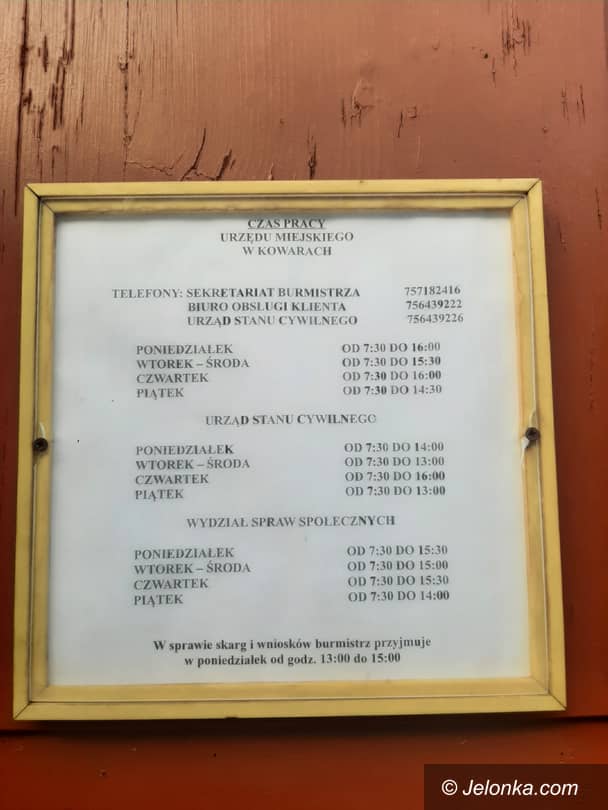 CZAS PRACY
URZĘDU MIEJSKIEGO
W KOWARACH
TELEFONY: SEKRETARIAT BURMISTRZA 757182416
BIURO OBSŁUGI KLIENTA 756439222
URZĄD STANU CYWILNEGO 756439226
PONIEDZIAŁEK OD 7:30 DO 16:00
WTOREK – ŚRODA OD 7:30 DO 15:30
CZWARTEK OD 7:30 DO 16:00
PIĄTEK OD 7:30 DO 14:30
URZĄD STANU CYWILNEGO
PONIEDZIAŁEK OD 7:30 DO 14:00
WTOREK – ŚRODA OD 7:30 DO 13:00
CZWARTEK OD 7:30 DO 16:00
PIĄTEK OD 7:30 DO 13:00
WYDZIAŁ SPRAW SPOŁECZNYCH
PONIEDZIAŁEK OD 7:30 DO 15:30
WTOREK – ŚRODA OD 7:30 DO 15:00
CZWARTEK OD 7:30 DO 15:30
PIĄTEK OD 7:30 DO 14:00
W sprawie skarg i wniosków burmistrz przyjmuje
w poniedziałek od godz. 13:00 do 15:00
© Jelonka.com